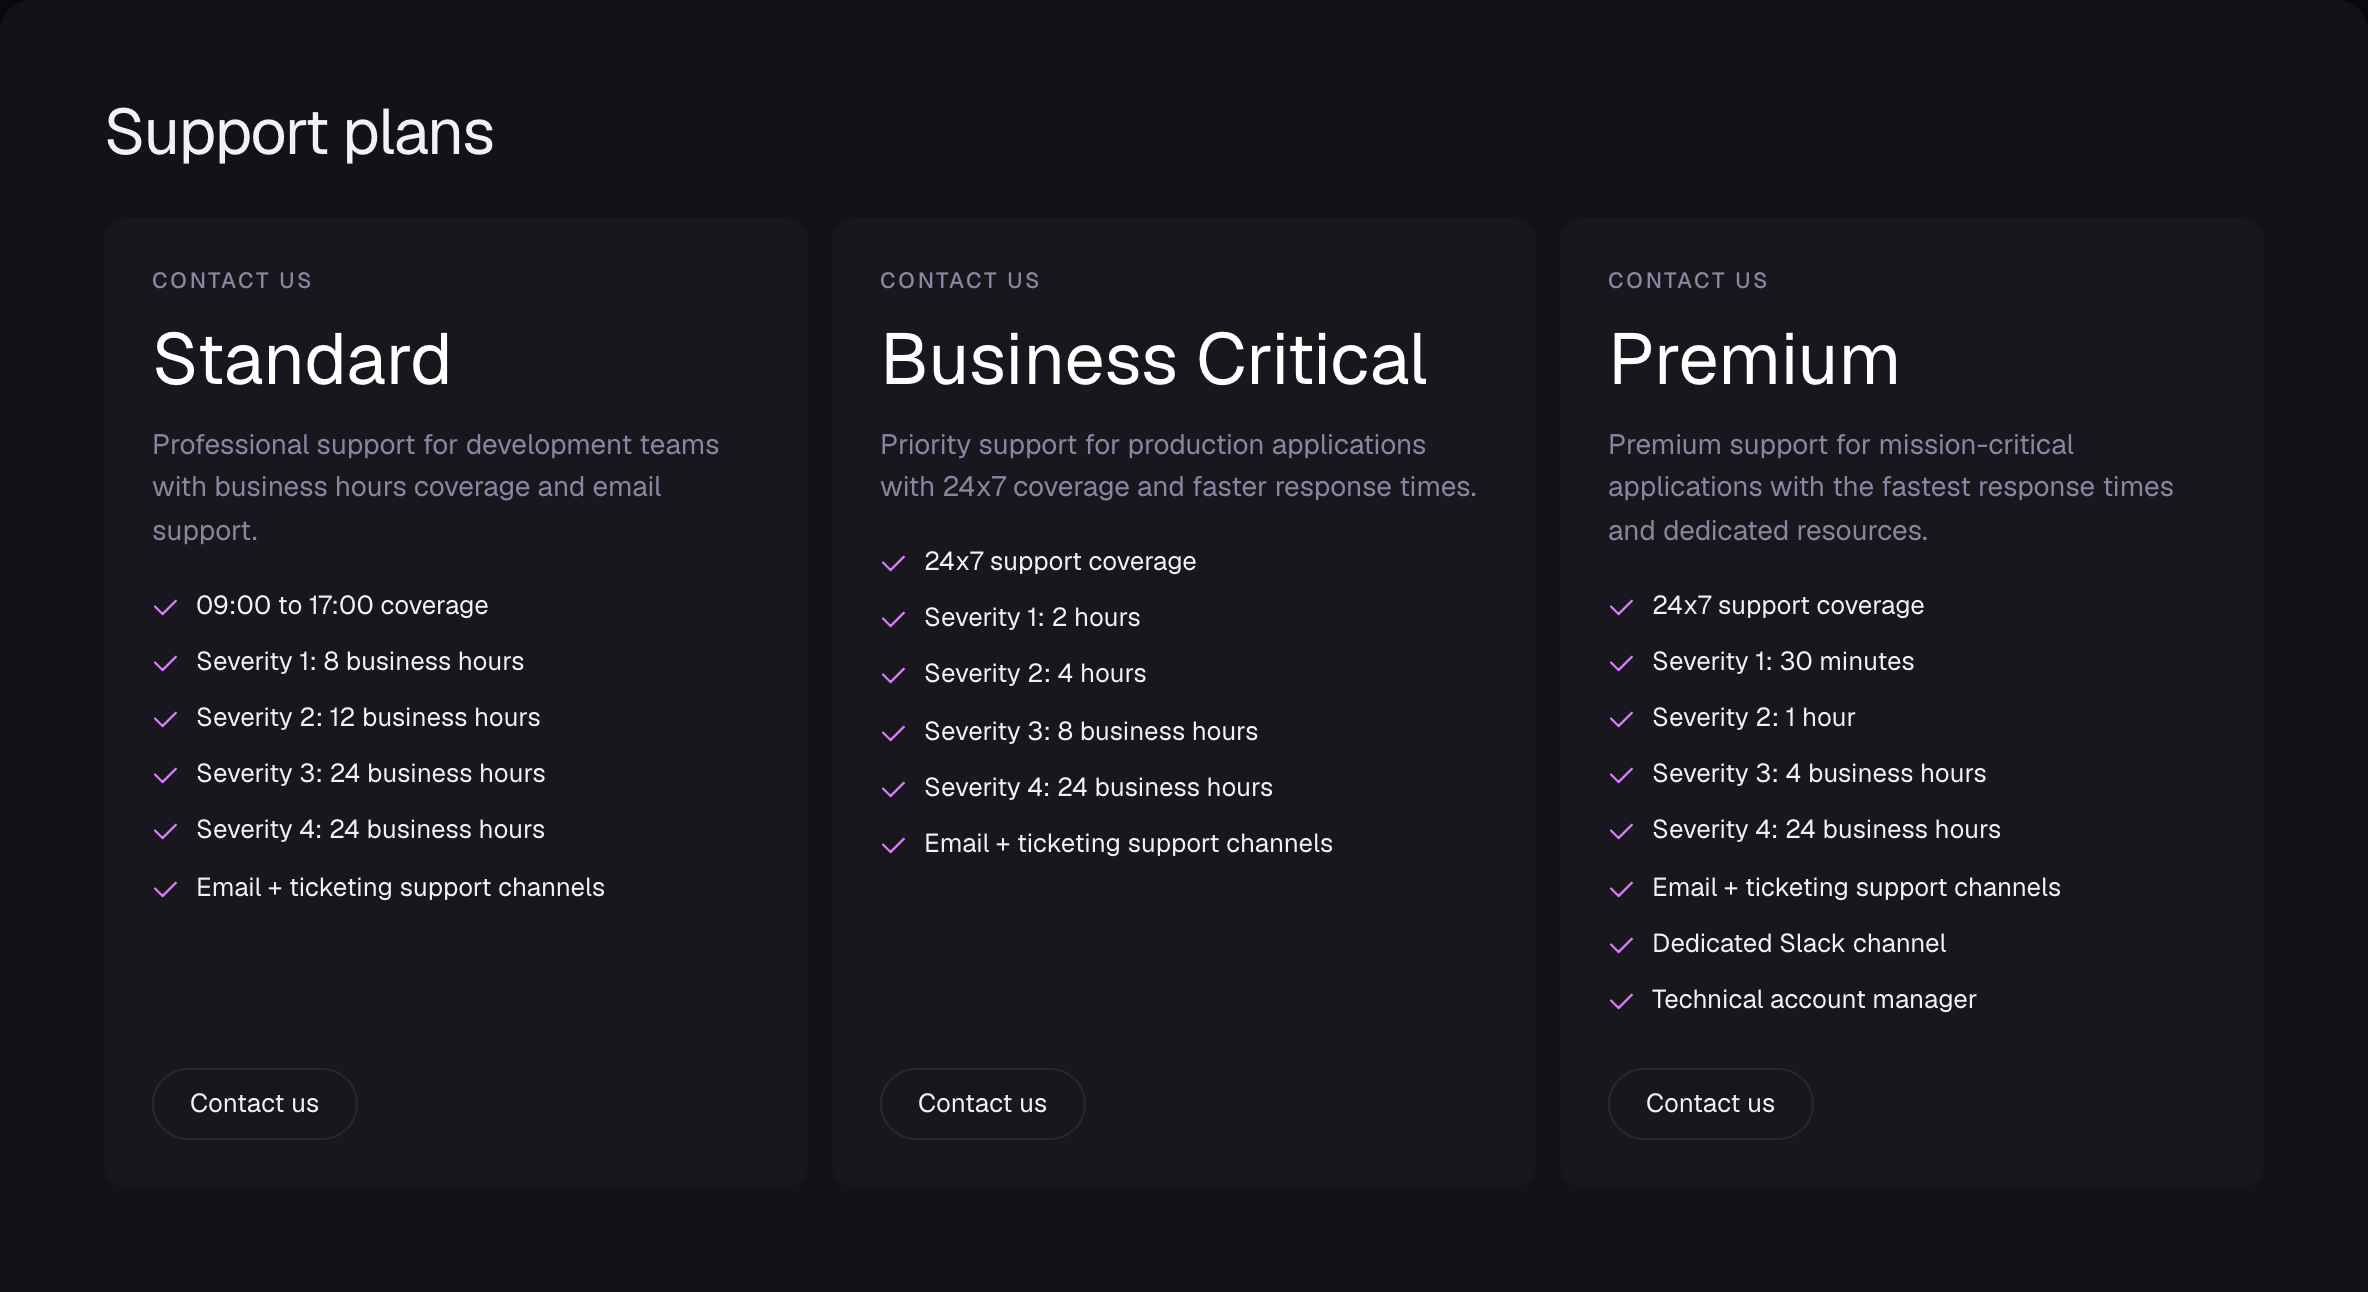 Support plans
CONTACT US
Standard
Professional support for development teams
with business hours coverage and email
support.
09:00 to 17:00 coverage
Severity 1: 8 business hours
Severity 2: 12 business hours
Severity 3: 24 business hours
Severity 4: 24 business hours
Email + ticketing support channels
Contact us
CONTACT US
Business Critical
Priority support for production applications
with 24x7 coverage and faster response times.
24x7 support coverage
Severity 1: 2 hours
Severity 2: 4 hours
Severity 3: 8 business hours
Severity 4: 24 business hours
Email + ticketing support channels
Contact us
CONTACT US
Premium
Premium support for mission-critical
applications with the fastest response times
and dedicated resources.
24x7 support coverage
Severity 1: 30 minutes
Severity 2: 1 hour
Severity 3: 4 business hours
Severity 4: 24 business hours
Email + ticketing support channels
Dedicated Slack channel
Technical account manager
Contact us